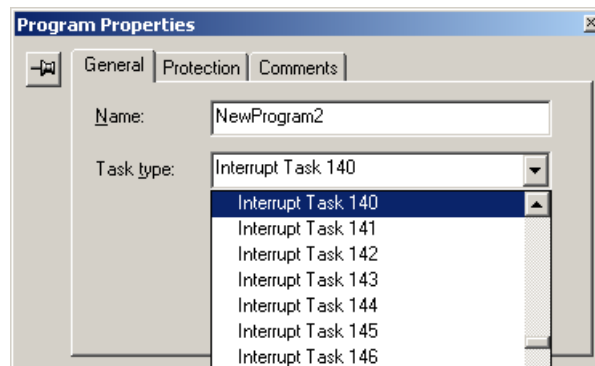 Program Properties
General
Protection
Comments
Name:
NewProgram2
Task type:
Interrupt Task 140
Interrupt Task 140
Interrupt Task 141
Interrupt Task 142
Interrupt Task 143
Interrupt Task 144
Interrupt Task 145
Interrupt Task 146